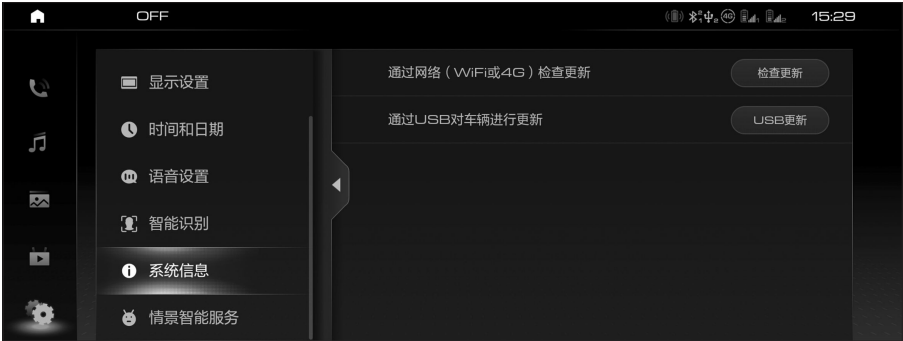 OFF
4G
15:29
显示设置
时间和日期
语音设置
智能识别
系统信息
情景智能服务
通过网络（WiFi或4G）检查更新
检查更新
通过USB对车辆进行更新
USB更新